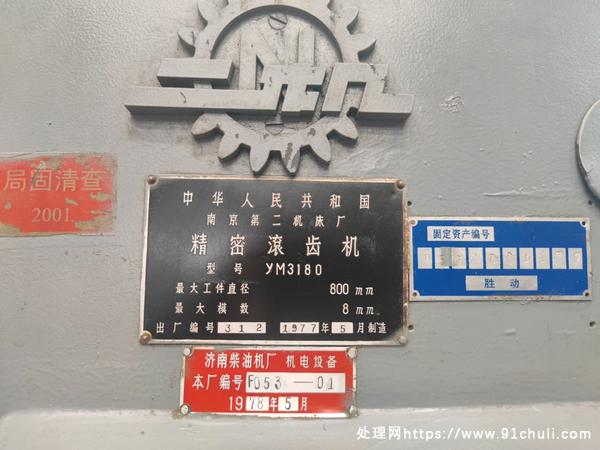 二机
局固清查
2001
中华人民共和国
南京第二机床厂
精密滚齿机
型号 YM3180
最大工件直径 800mm
最大模数 8mm
出厂编号 312 1977年5月制造
固定资产编号
胜动
济南柴油机厂 机电设备
本厂编号 F053—01
1978年5月
处理网https://www.91chuli.com/